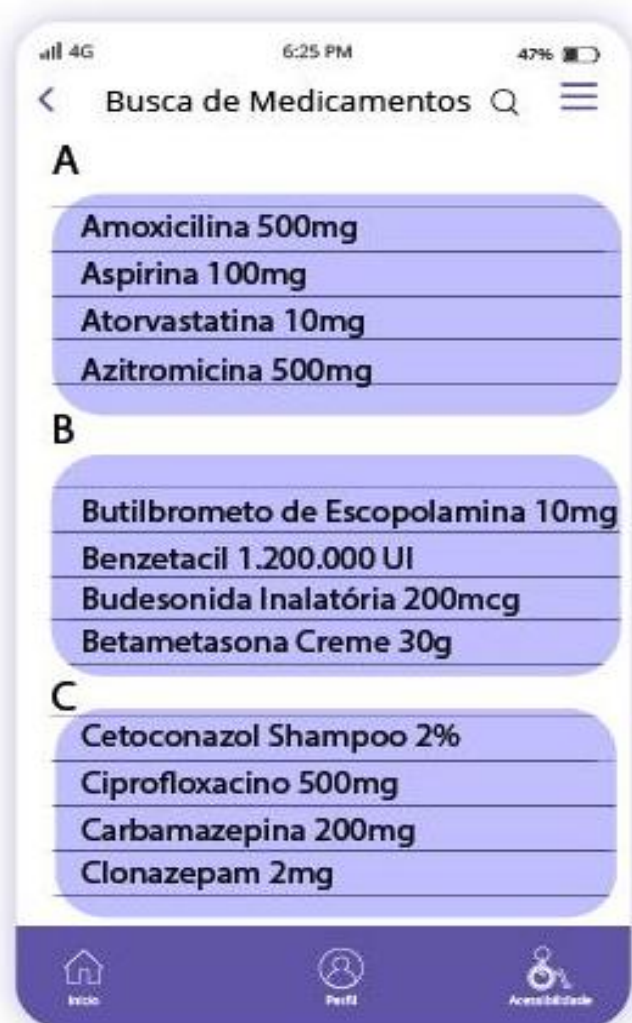 4G
6:25 PM
47%
Busca de Medicamentos
A
Amoxicilina 500mg
Aspirina 100mg
Atorvastatina 10mg
Azitromicina 500mg
B
Butilbrometo de Escopolamina 10mg
Benzetacil 1.200.000 UI
Budesonida Inalatória 200mcg
Betametasona Creme 30g
C
Cetoconazol Shampoo 2%
Ciprofloxacino 500mg
Carbamazepina 200mg
Clonazepam 2mg
Início
Perfil
Acessibilidade